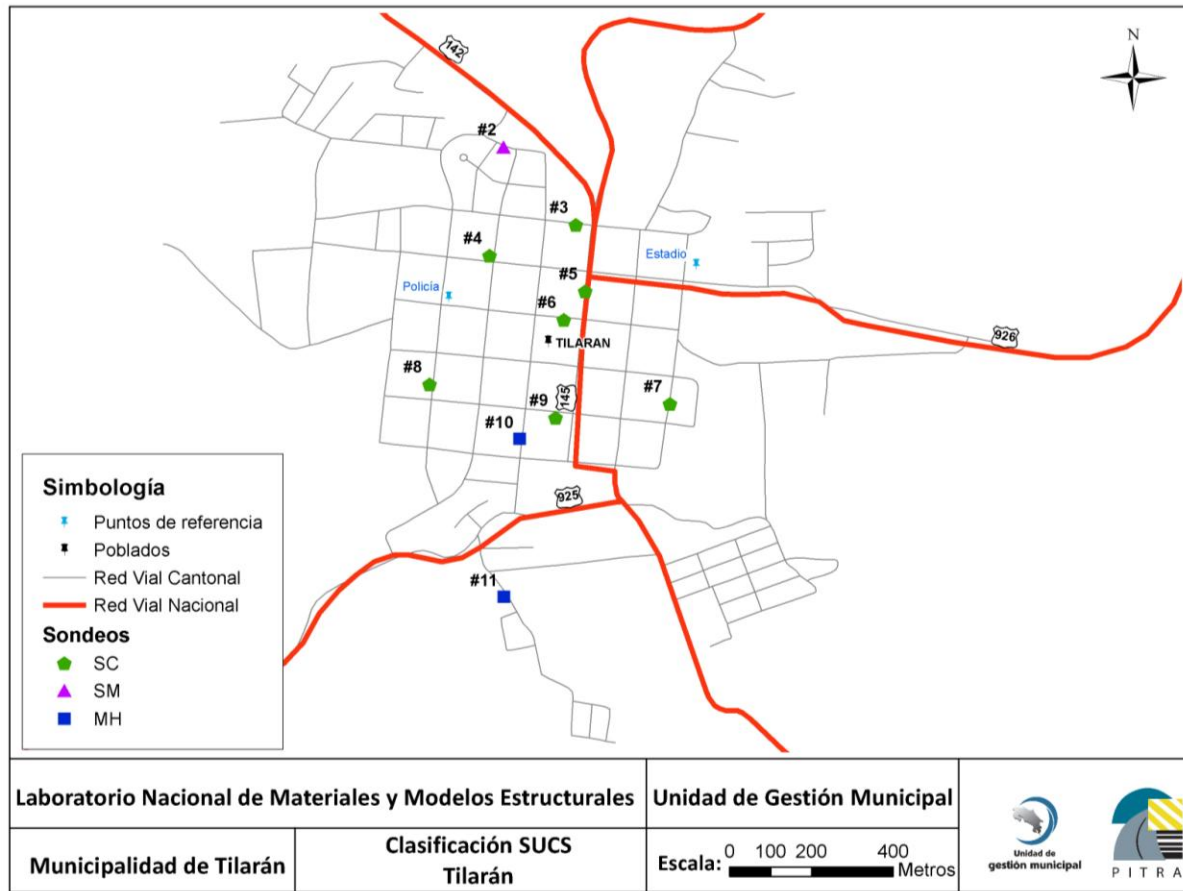 142
N
#2
#3
#4
Estadio
#5
Policía
#6
TILARAN
926
#8
#7
#9
145
#10
925
#11
Simbología
Puntos de referencia
Poblados
Red Vial Cantonal
Red Vial Nacional
Sondeos
SC
SM
MH
Laboratorio Nacional de Materiales y Modelos Estructurales
Unidad de Gestión Municipal
Municipalidad de Tilarán
Clasificación SUCS
Tilarán
Escala: 0 100 200 400 Metros
Unidad de
gestión municipal
PITRA